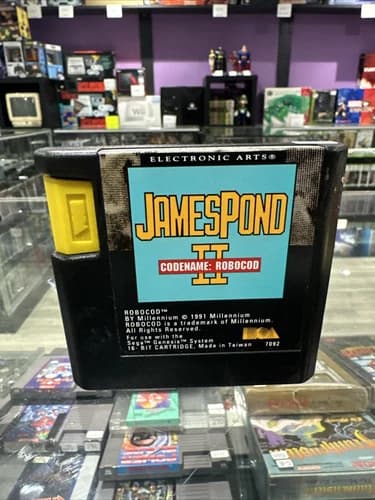 ELECTRONIC ARTS®
JAMES POND
II
CODENAME: ROBOCOD
ROBOCOD™
BY Millennium © 1991 Millennium
ROBOCOD is a trademark of Millennium.
All Rights Reserved.
For use with the
Sega™ Genesis™ System
16-BIT CARTRIDGE, Made in Taiwan 7092